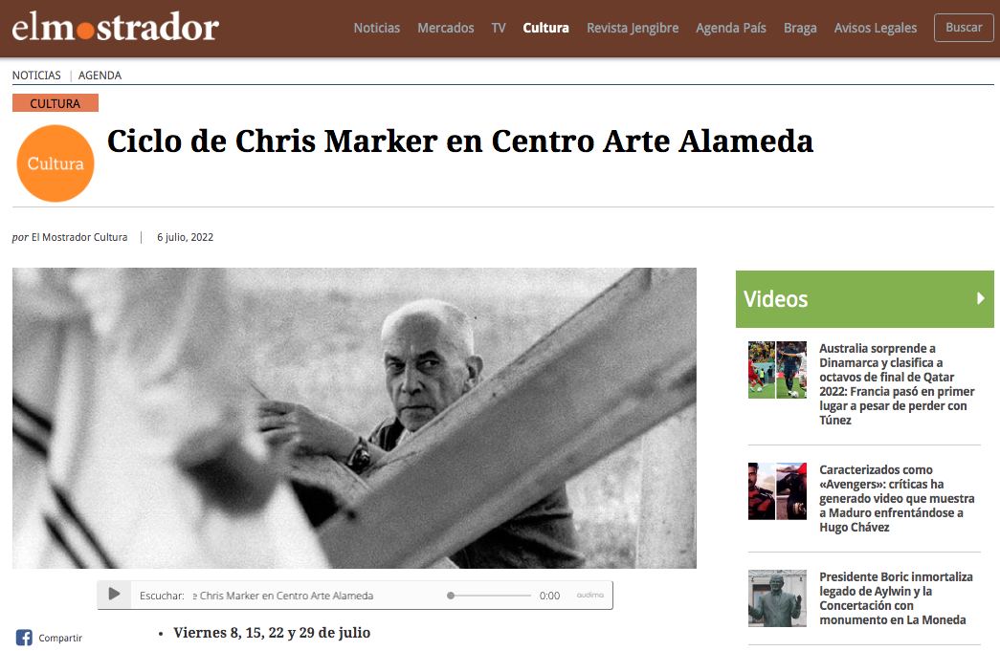 elmostrador
Noticias Mercados TV Cultura Revista Jengibre Agenda País Braga Avisos Legales Buscar
NOTICIAS | AGENDA
CULTURA
Cultura
Ciclo de Chris Marker en Centro Arte Alameda
por El Mostrador Cultura | 6 julio, 2022
Videos
Australia sorprende a
Dinamarca y clasifica a
octavos de final de Qatar
2022: Francia pasó en primer
lugar a pesar de perder con
Túnez
Caracterizados como
«Avengers»: críticas ha
generado video que muestra
a Maduro enfrentándose a
Hugo Chávez
Presidente Boric inmortaliza
legado de Aylwin y la
Concertación con
monumento en La Moneda
Escuchar: e Chris Marker en Centro Arte Alameda 0:00 audima
Compartir
• Viernes 8, 15, 22 y 29 de julio